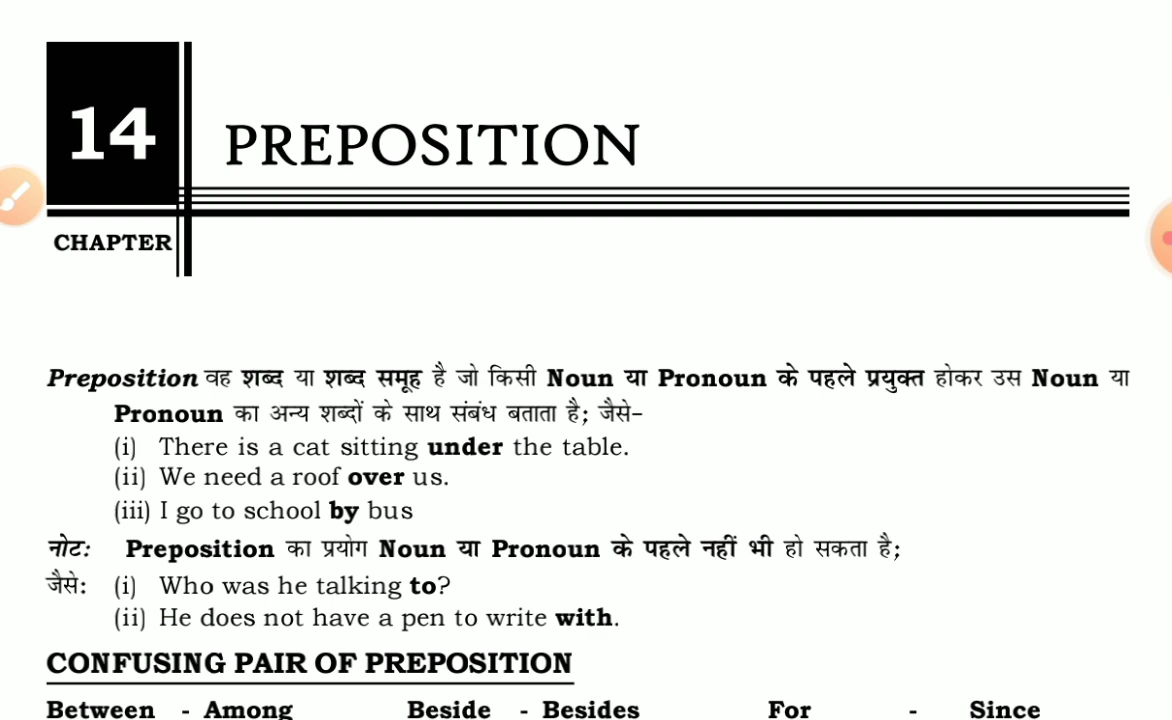 14
PREPOSITION
CHAPTER
Preposition वह शब्द या शब्द समूह है जो किसी Noun या Pronoun के पहले प्रयुक्त होकर उस Noun या
Pronoun का अन्य शब्दों के साथ संबंध बताता है; जैसे–
(i) There is a cat sitting under the table.
(ii) We need a roof over us.
(iii) I go to school by bus
नोट: Preposition का प्रयोग Noun या Pronoun के पहले नहीं भी हो सकता है;
जैसे: (i) Who was he talking to?
(ii) He does not have a pen to write with.
CONFUSING PAIR OF PREPOSITION
Between - Among Beside - Besides For - Since